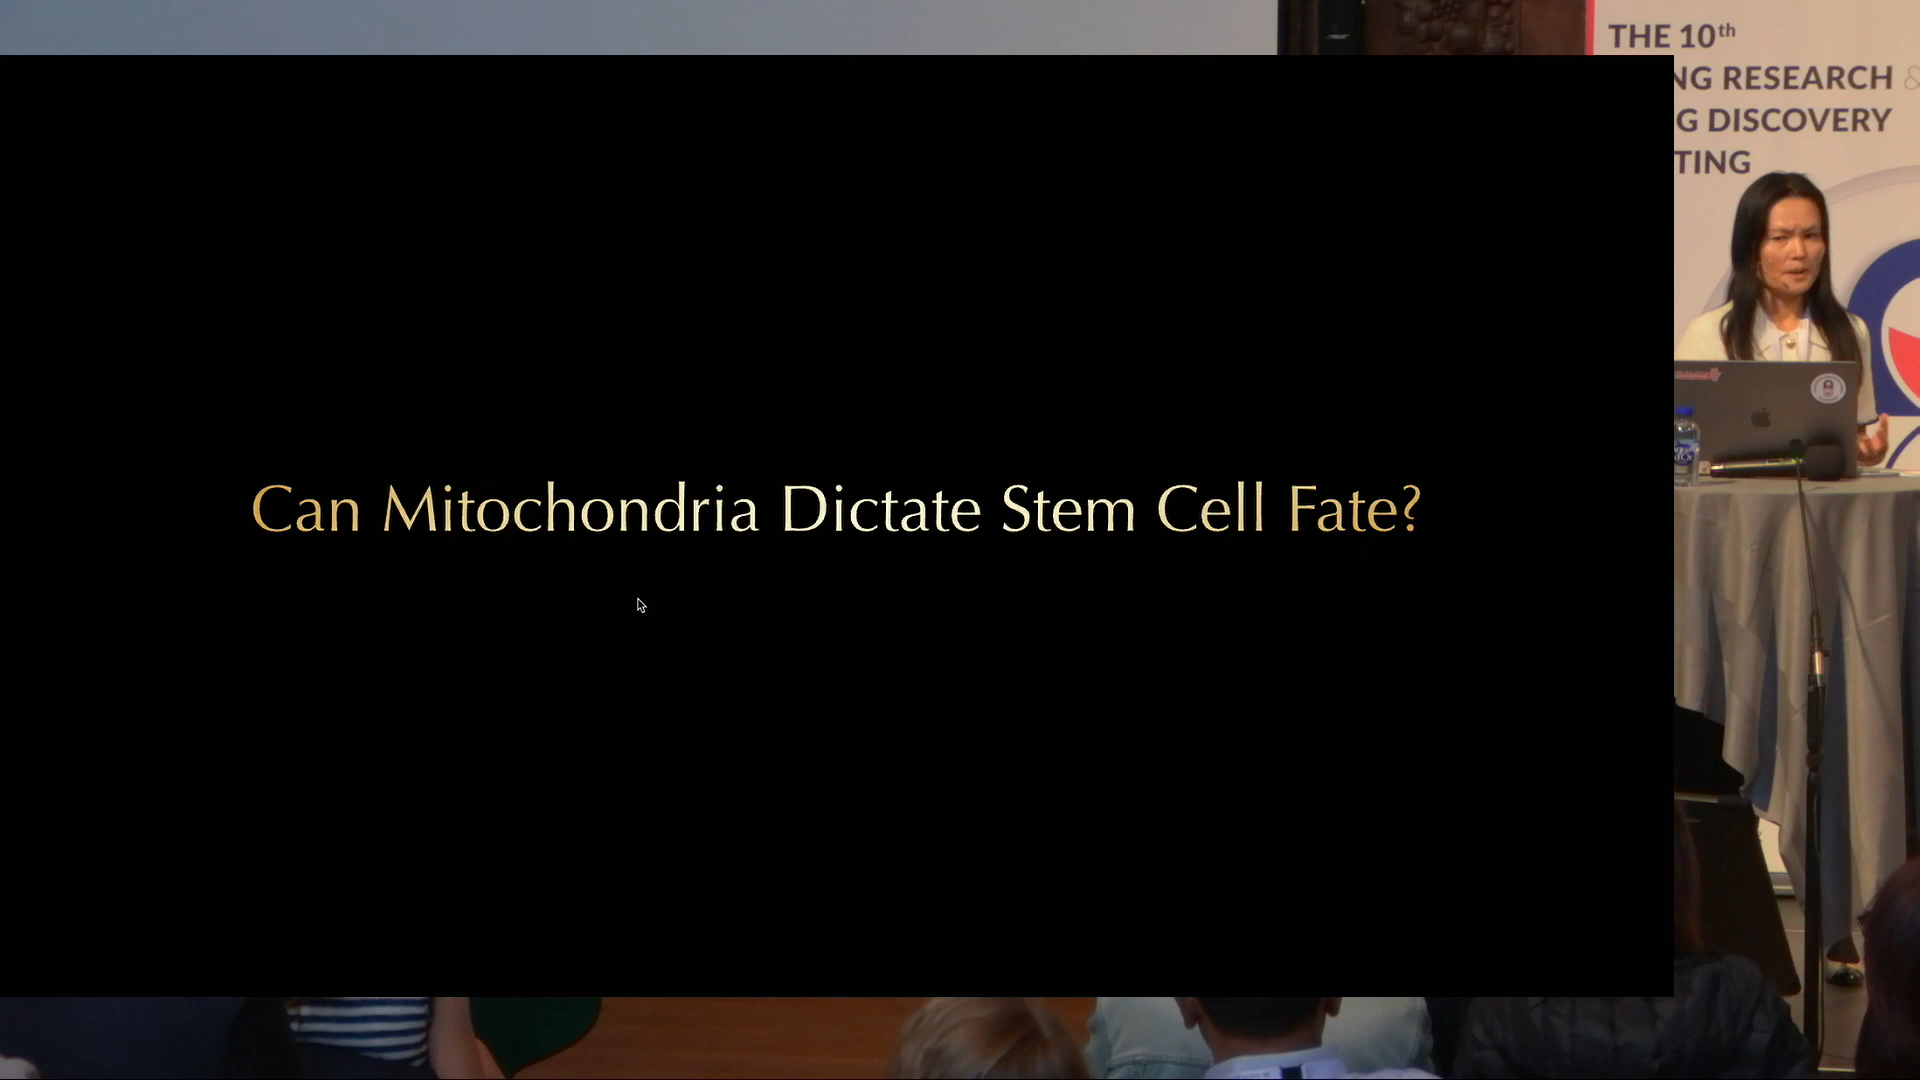 THE 10th
NG RESEARCH &
G DISCOVERY
TING
Can Mitochondria Dictate Stem Cell Fate?